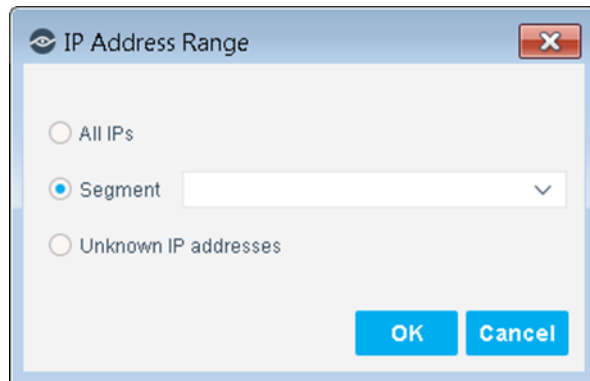 IP Address Range
All IPs
Segment
Unknown IP addresses
OK Cancel